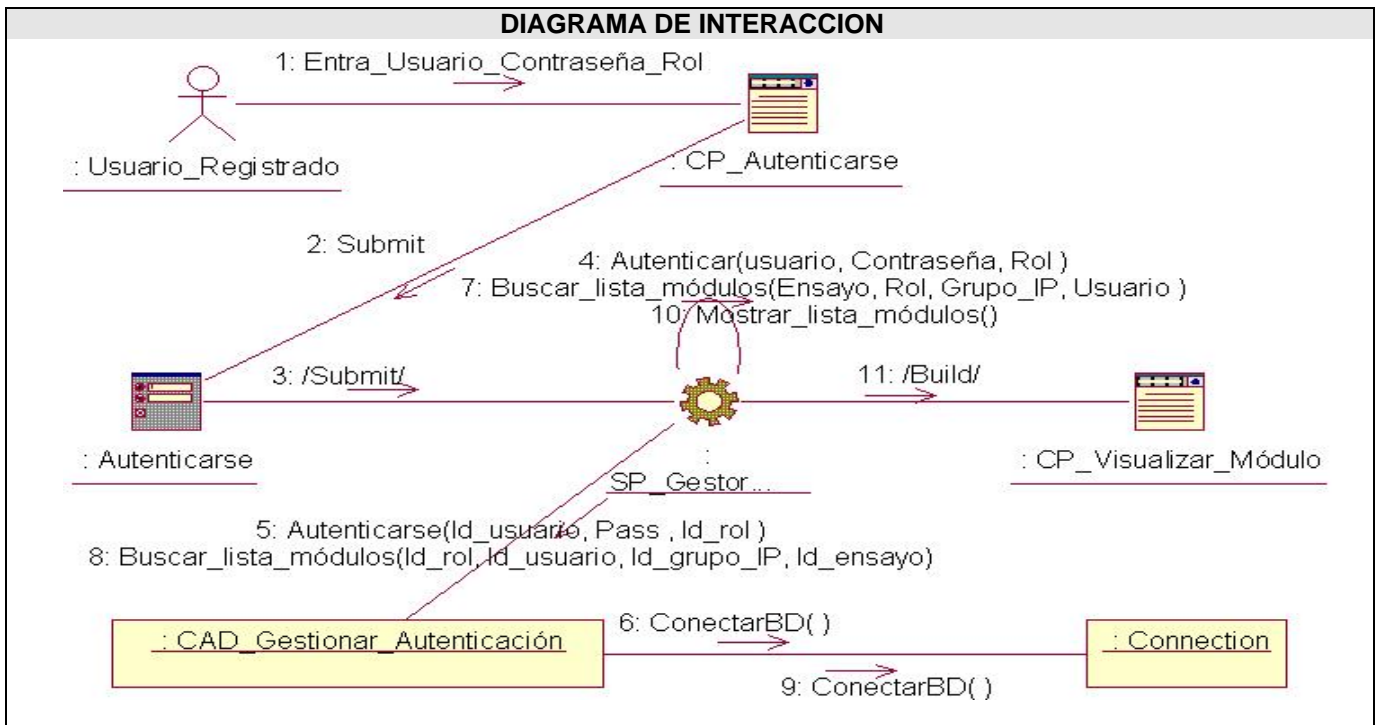 DIAGRAMA DE INTERACCION
1: Entra_Usuario_Contraseña_Rol
: Usuario_Registrado
: CP_Autenticarse
2: Submit
4: Autenticar(usuario, Contraseña, Rol )
7: Buscar_lista_módulos(Ensayo, Rol, Grupo_IP, Usuario )
10: Mostrar_lista_módulos()
3: /Submit/
11: /Build/
: Autenticarse
:
SP_Gestor...
: CP_Visualizar_Módulo
5: Autenticarse(Id_usuario, Pass , Id_rol )
8: Buscar_lista_módulos(Id_rol, Id_usuario, Id_grupo_IP, Id_ensayo)
: CAD_Gestionar_Autenticación
6: ConectarBD( )
: Connection
9: ConectarBD( )